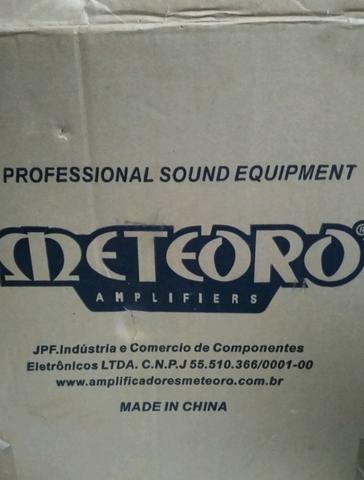 PROFESSIONAL SOUND EQUIPMENT
METEORO®
AMPLIFIERS
JPF.Indústria e Comercio de Componentes
Eletrônicos LTDA. C.N.P.J 55.510.366/0001-00
www.amplificadoresmeteoro.com.br
MADE IN CHINA